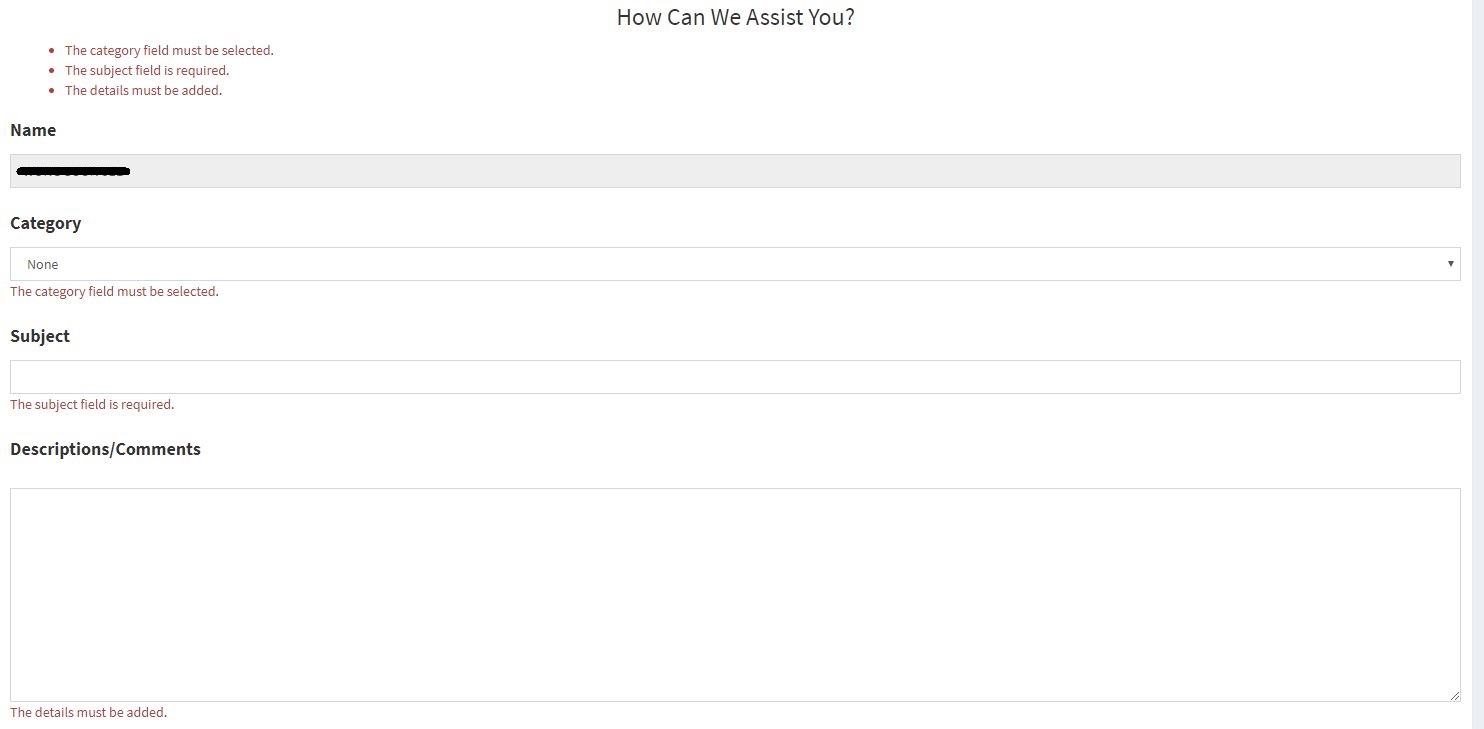 How Can We Assist You?
The category field must be selected.
The subject field is required.
The details must be added.
Name
Category
None
The category field must be selected.
Subject
The subject field is required.
Descriptions/Comments
The details must be added.